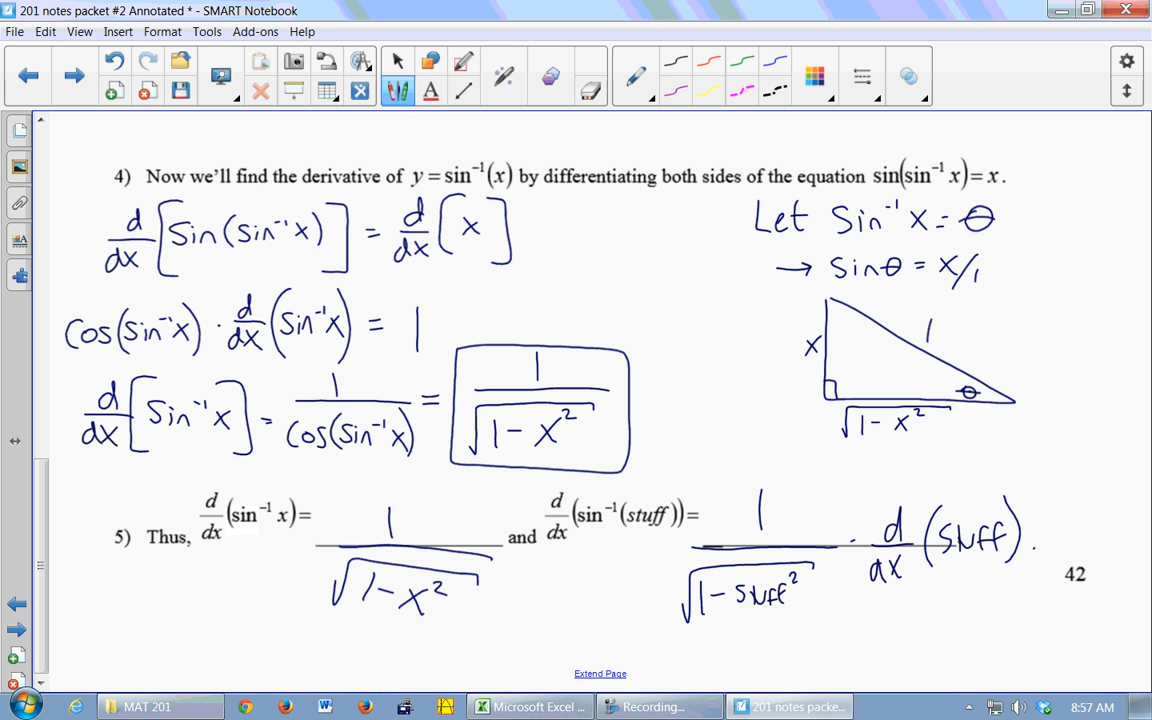 201 notes packet #2 Annotated * - SMART Notebook
File Edit View Insert Format Tools Add-ons Help
4) Now we'll find the derivative of y = sin⁻¹(x) by differentiating both sides of the equation sin(sin⁻¹ x) = x.
d/dx [Sin(Sin⁻¹x)] = d/dx [x]
Let Sin⁻¹x = θ
→ Sinθ = x/1
Cos(Sin⁻¹x) · d/dx (Sin⁻¹x) = 1
x
1
θ
√(1 - x²)
d/dx [Sin⁻¹x] = 1/Cos(Sin⁻¹x) = 1/√(1 - x²)
5) Thus, d/dx (sin⁻¹ x) = 1/√(1 - x²) and d/dx (sin⁻¹(stuff)) = 1/√(1 - stuff²) · d/dx (stuff).
42
Extend Page
MAT 201
Microsoft Excel ...
Recording...
201 notes packe...
8:57 AM